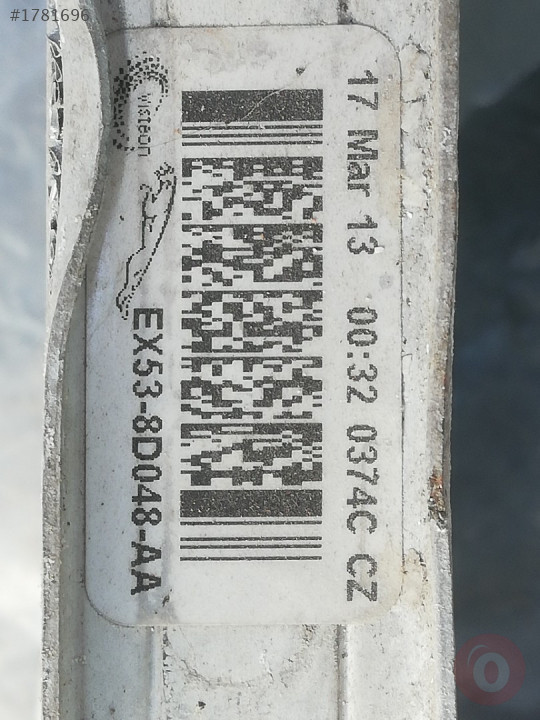 #1781696
17 Mar 13 00:32 0374C CZ
Visteon
EX53-8D048-AA